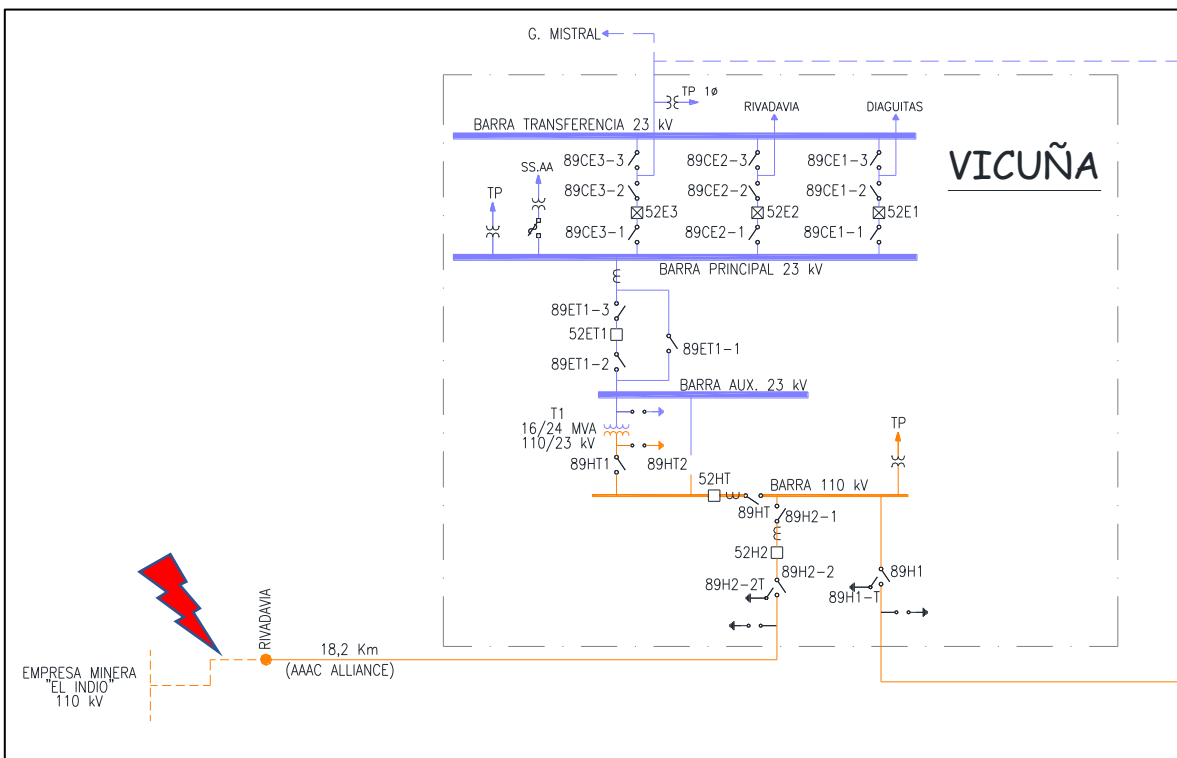 G. MISTRAL
TP 1ø
RIVADAVIA
DIAGUITAS
BARRA TRANSFERENCIA 23 kV
VICUÑA
89CE3-3
89CE2-3
89CE1-3
SS.AA
TP
89CE3-2
89CE2-2
89CE1-2
52E3
52E2
52E1
89CE3-1
89CE2-1
89CE1-1
BARRA PRINCIPAL 23 kV
89ET1-3
52ET1
89ET1-1
89ET1-2
BARRA AUX. 23 kV
T1
16/24 MVA
110/23 kV
TP
89HT1
89HT2
52HT
BARRA 110 kV
89HT
89H2-1
52H2
89H2-2
89H1
89H2-2T
89H1-T
RIVADAVIA
18,2 Km
(AAAC ALLIANCE)
EMPRESA MINERA
"EL INDIO"
110 kV